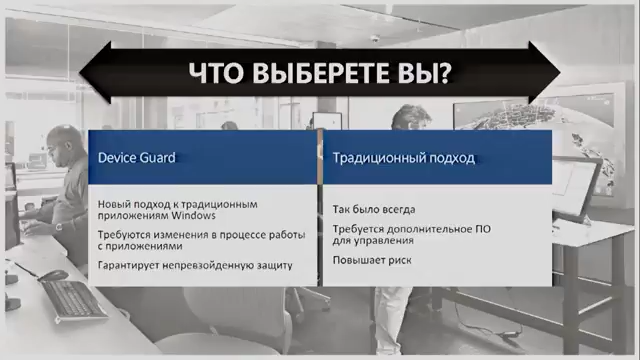 ЧТО ВЫБЕРЕТЕ ВЫ?
Device Guard
Новый подход к традиционным
приложениям Windows
Требуются изменения в процессе работы
с приложениями
Гарантирует непревзойденную защиту
Традиционный подход
Так было всегда
Требуется дополнительное ПО
для управления
Повышает риск